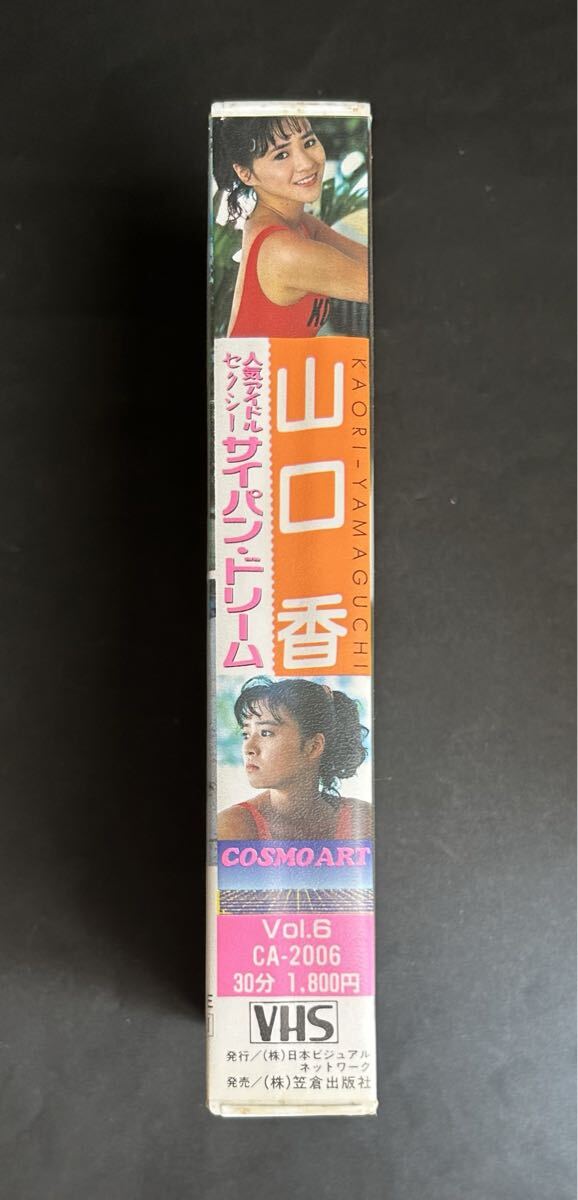 KAORI-YAMAGUCHI
山口香
人気アイドル
セクシー
サイパン・ドリーム
COSMO ART
Vol.6
CA-2006
30分 1,800円
VHS
発行/(株)日本ビジュアル
ネットワーク
発売/(株)笠倉出版社